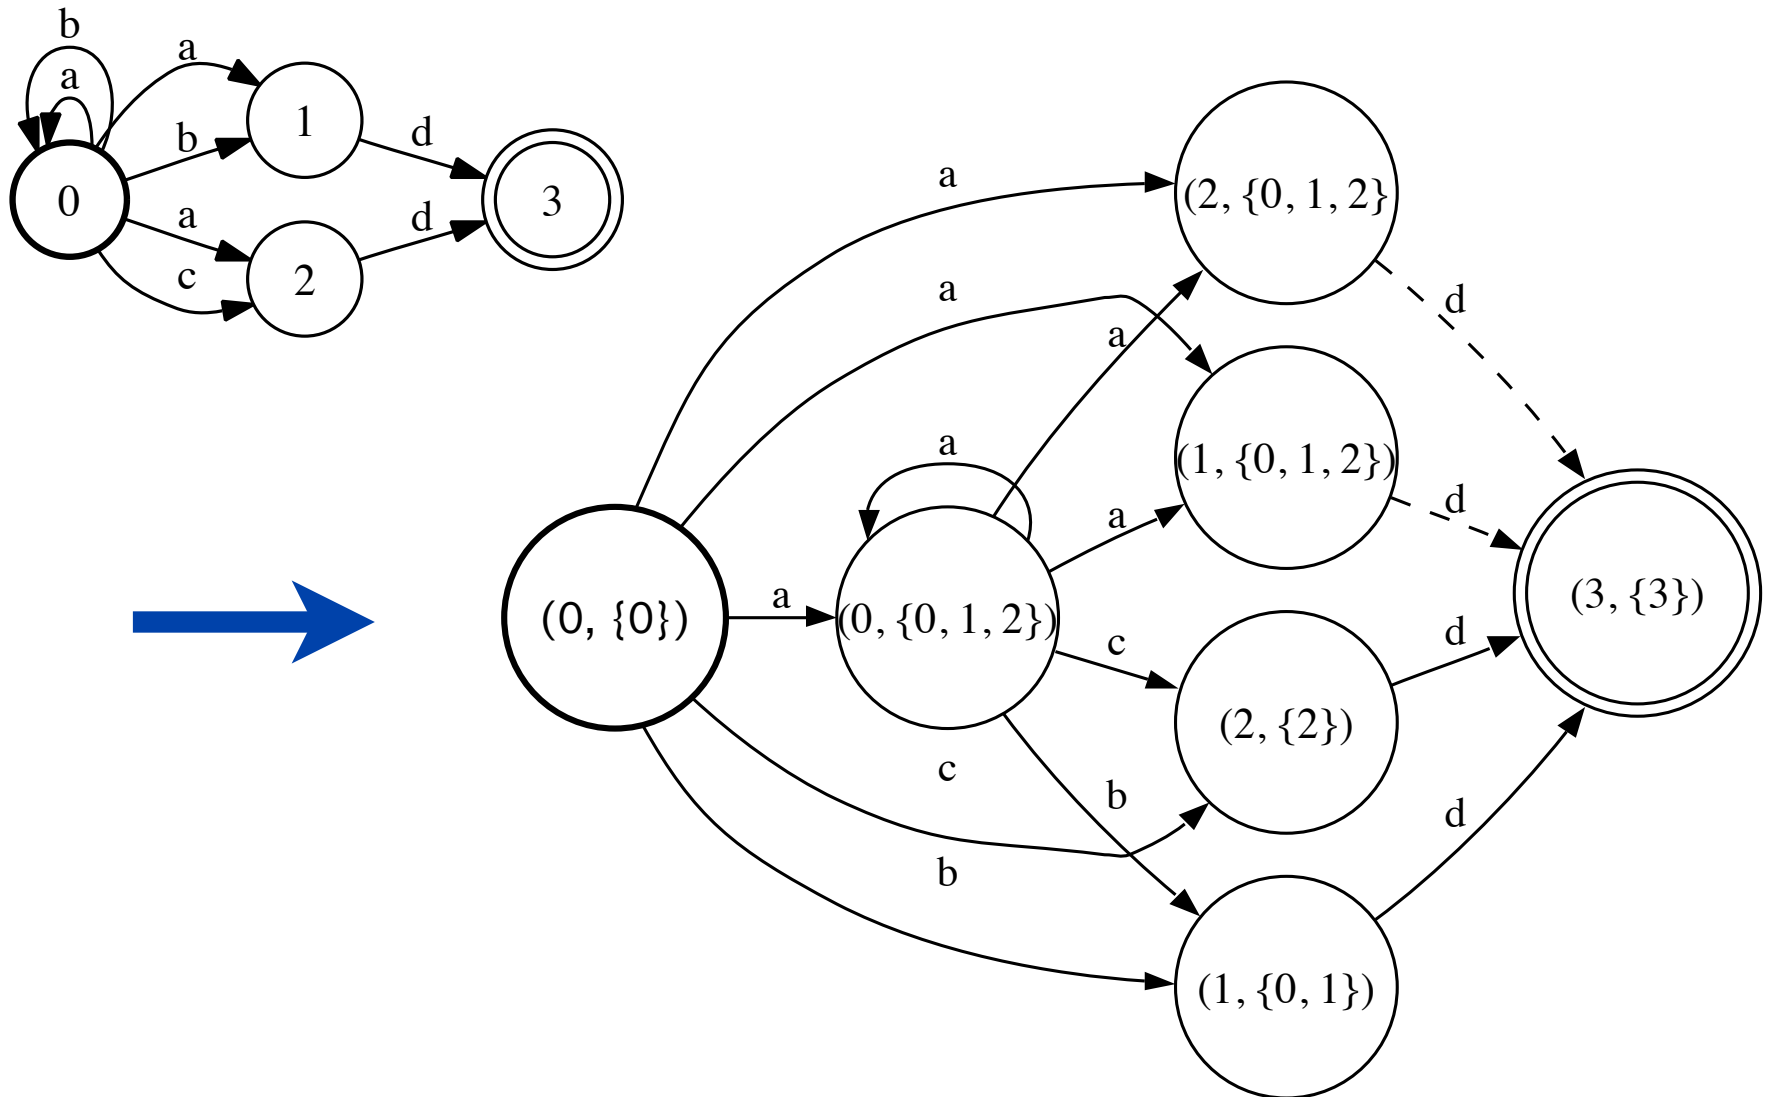 b
a
a
b
a
c
0
1
2
d
d
3
a
a
a
a
a
a
c
b
c
b
d
d
d
d
(0, {0})
(0, {0, 1, 2})
(2, {0, 1, 2}
(1, {0, 1, 2})
(2, {2})
(1, {0, 1})
(3, {3})